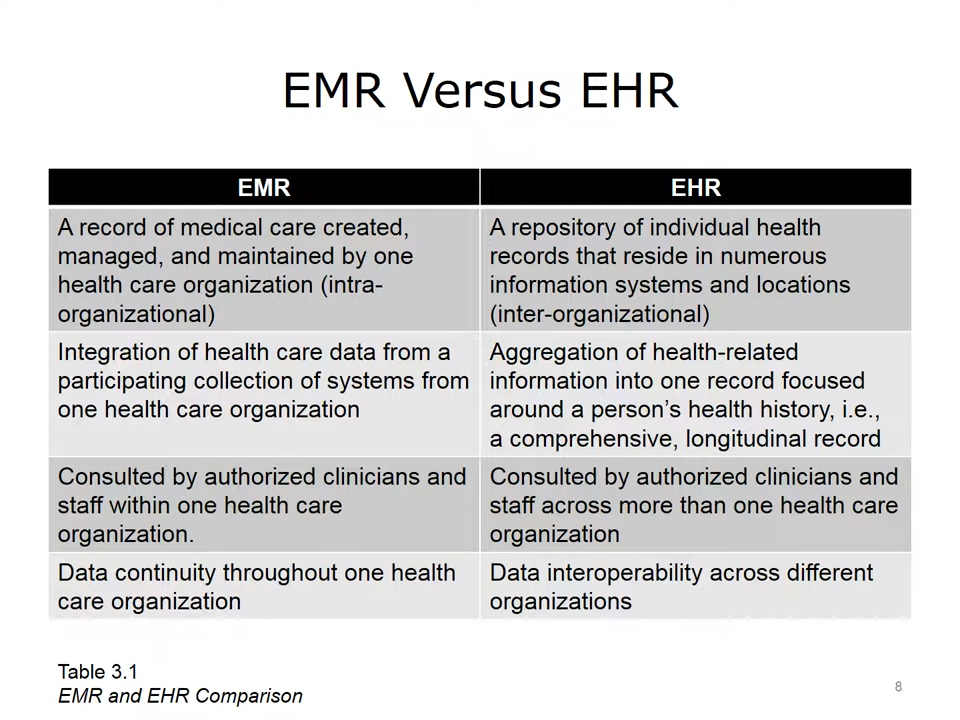 EMR Versus EHR
EMR
EHR
A record of medical care created,
managed, and maintained by one
health care organization (intra-
organizational)
A repository of individual health
records that reside in numerous
information systems and locations
(inter-organizational)
Integration of health care data from a
participating collection of systems from
one health care organization
Aggregation of health-related
information into one record focused
around a person’s health history, i.e.,
a comprehensive, longitudinal record
Consulted by authorized clinicians and
staff within one health care
organization.
Consulted by authorized clinicians and
staff across more than one health care
organization
Data continuity throughout one health
care organization
Data interoperability across different
organizations
Table 3.1
EMR and EHR Comparison
8